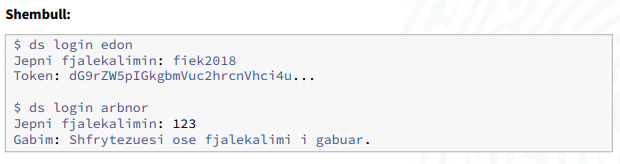 Shembull:
$ ds login edon
Jepni fjalekalimin: fiek2018
Token: dG9rZW5pIGkgbmVuc2hrcnVhci4u...
$ ds login arbnor
Jepni fjalekalimin: 123
Gabim: Shfrytezuesi ose fjalekalimi i gabuar.